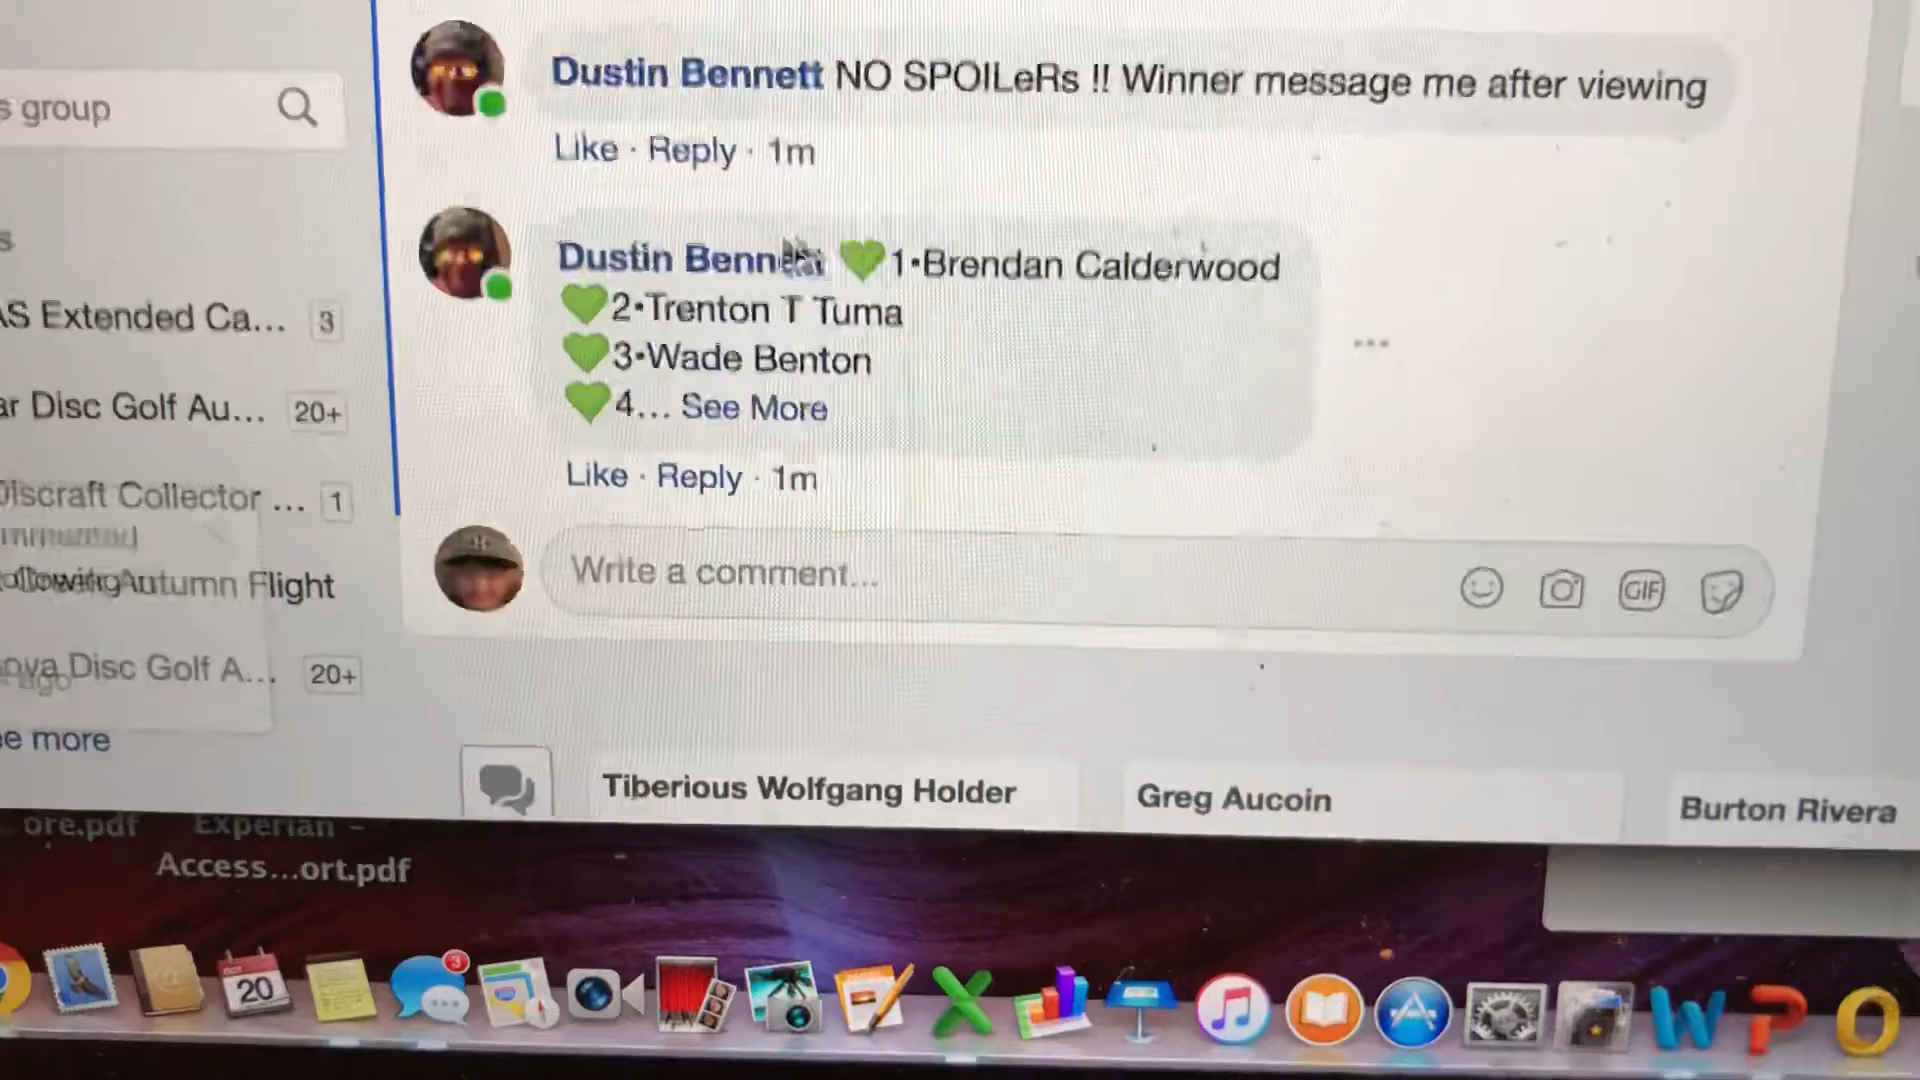 Dustin Bennett NO SPOILeRs !! Winner message me after viewing
s group
Like · Reply · 1m
s
Dustin Bennett 💚1•Brendan Calderwood
💚2•Trenton T Tuma
AS Extended Ca... 3
💚3•Wade Benton
💚4... See More
ar Disc Golf Au... 20+
Like · Reply · 1m
Discraft Collector ... 1
Write a comment...
GIF
Autumn Flight
Disc Golf A... 20+
ee more
Tiberious Wolfgang Holder
Greg Aucoin
Burton Rivera
ore.pdf
Experian –
Access...ort.pdf
3
OCT
20